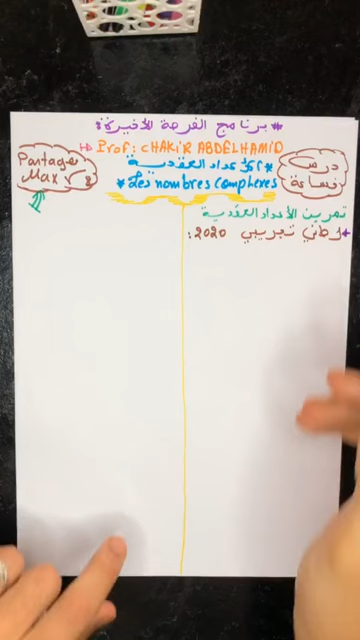 * برنامج الفرصة الأخيرة:
Prof: CHAKIR ABDELHAMID
* الأعداد العقدية
* Les nombres complexes
Partage
Max
درس
فساعة
تمرين الأعداد العقدية
* وطني تجريبي 2020: